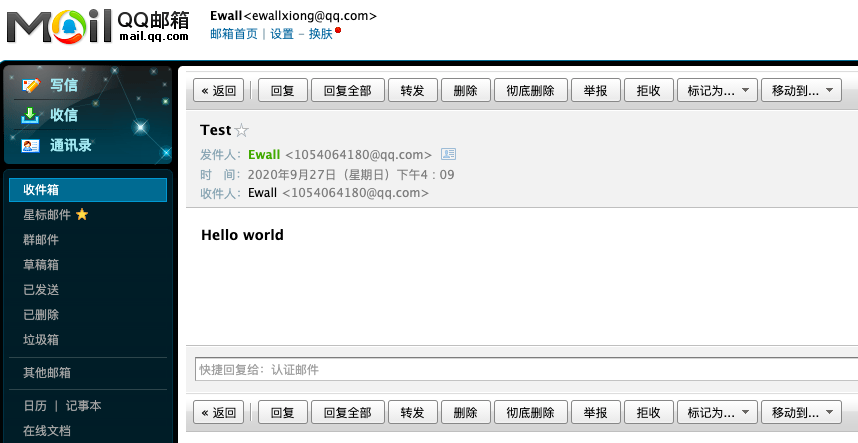 Mail QQ邮箱
mail.qq.com
Ewall<ewallxiong@qq.com>
邮箱首页 | 设置 - 换肤
写信
收信
通讯录
收件箱
星标邮件
群邮件
草稿箱
已发送
已删除
垃圾箱
其他邮箱
日历 | 记事本
在线文档
« 返回 回复 回复全部 转发 删除 彻底删除 举报 拒收 标记为... 移动到...
Test
发件人：Ewall <1054064180@qq.com>
时 间：2020年9月27日（星期日）下午4：09
收件人：Ewall <1054064180@qq.com>
Hello world
快捷回复给：认证邮件
« 返回 回复 回复全部 转发 删除 彻底删除 举报 拒收 标记为... 移动到...